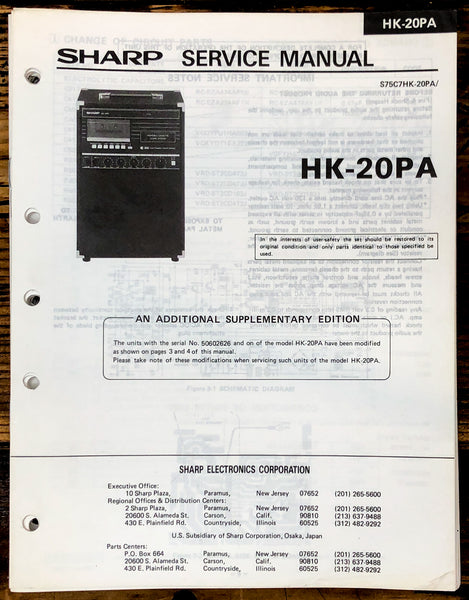 HK-20PA
SHARP SERVICE MANUAL
S75C7HK-20PA/
SHARP
HK-20PA
In the interests of user-safety the set should be restored to its
original condition and only parts identical to those specified be
used.
AN ADDITIONAL SUPPLEMENTARY EDITION
The units with the serial No. 50602626 and on of the model HK-20PA have been modified
as shown on pages 3 and 4 of this manual.
Please take note of these modifications when servicing such units of the model HK-20PA.
SHARP ELECTRONICS CORPORATION
Executive Office:
10 Sharp Plaza, Paramus, New Jersey 07652 (201) 265-5600
Regional Offices & Distribution Centers:
2 Sharp Plaza, Paramus, New Jersey 07652 (201) 265-5600
20600 S. Alameda St. Carson, Calif. 90810 (213) 637-9488
430 E. Plainfield Rd. Countryside, Illinois 60525 (312) 482-9292
U.S. Subsidiary of Sharp Corporation, Osaka, Japan
Parts Centers:
P.O. Box 664 Paramus, New Jersey 07652 (201) 265-5600
20600 S. Alameda St. Carson, Calif. 90810 (213) 637-9488
430 E. Plainfield Rd. Countryside, Illinois 60525 (312) 482-9292